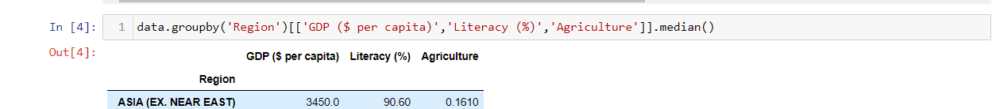 In [4]: 1 data.groupby('Region')[['GDP ($ per capita)','Literacy (%)','Agriculture']].median()
Out[4]:
GDP ($ per capita) Literacy (%) Agriculture
Region
ASIA (EX. NEAR EAST) 3450.0 90.60 0.1610